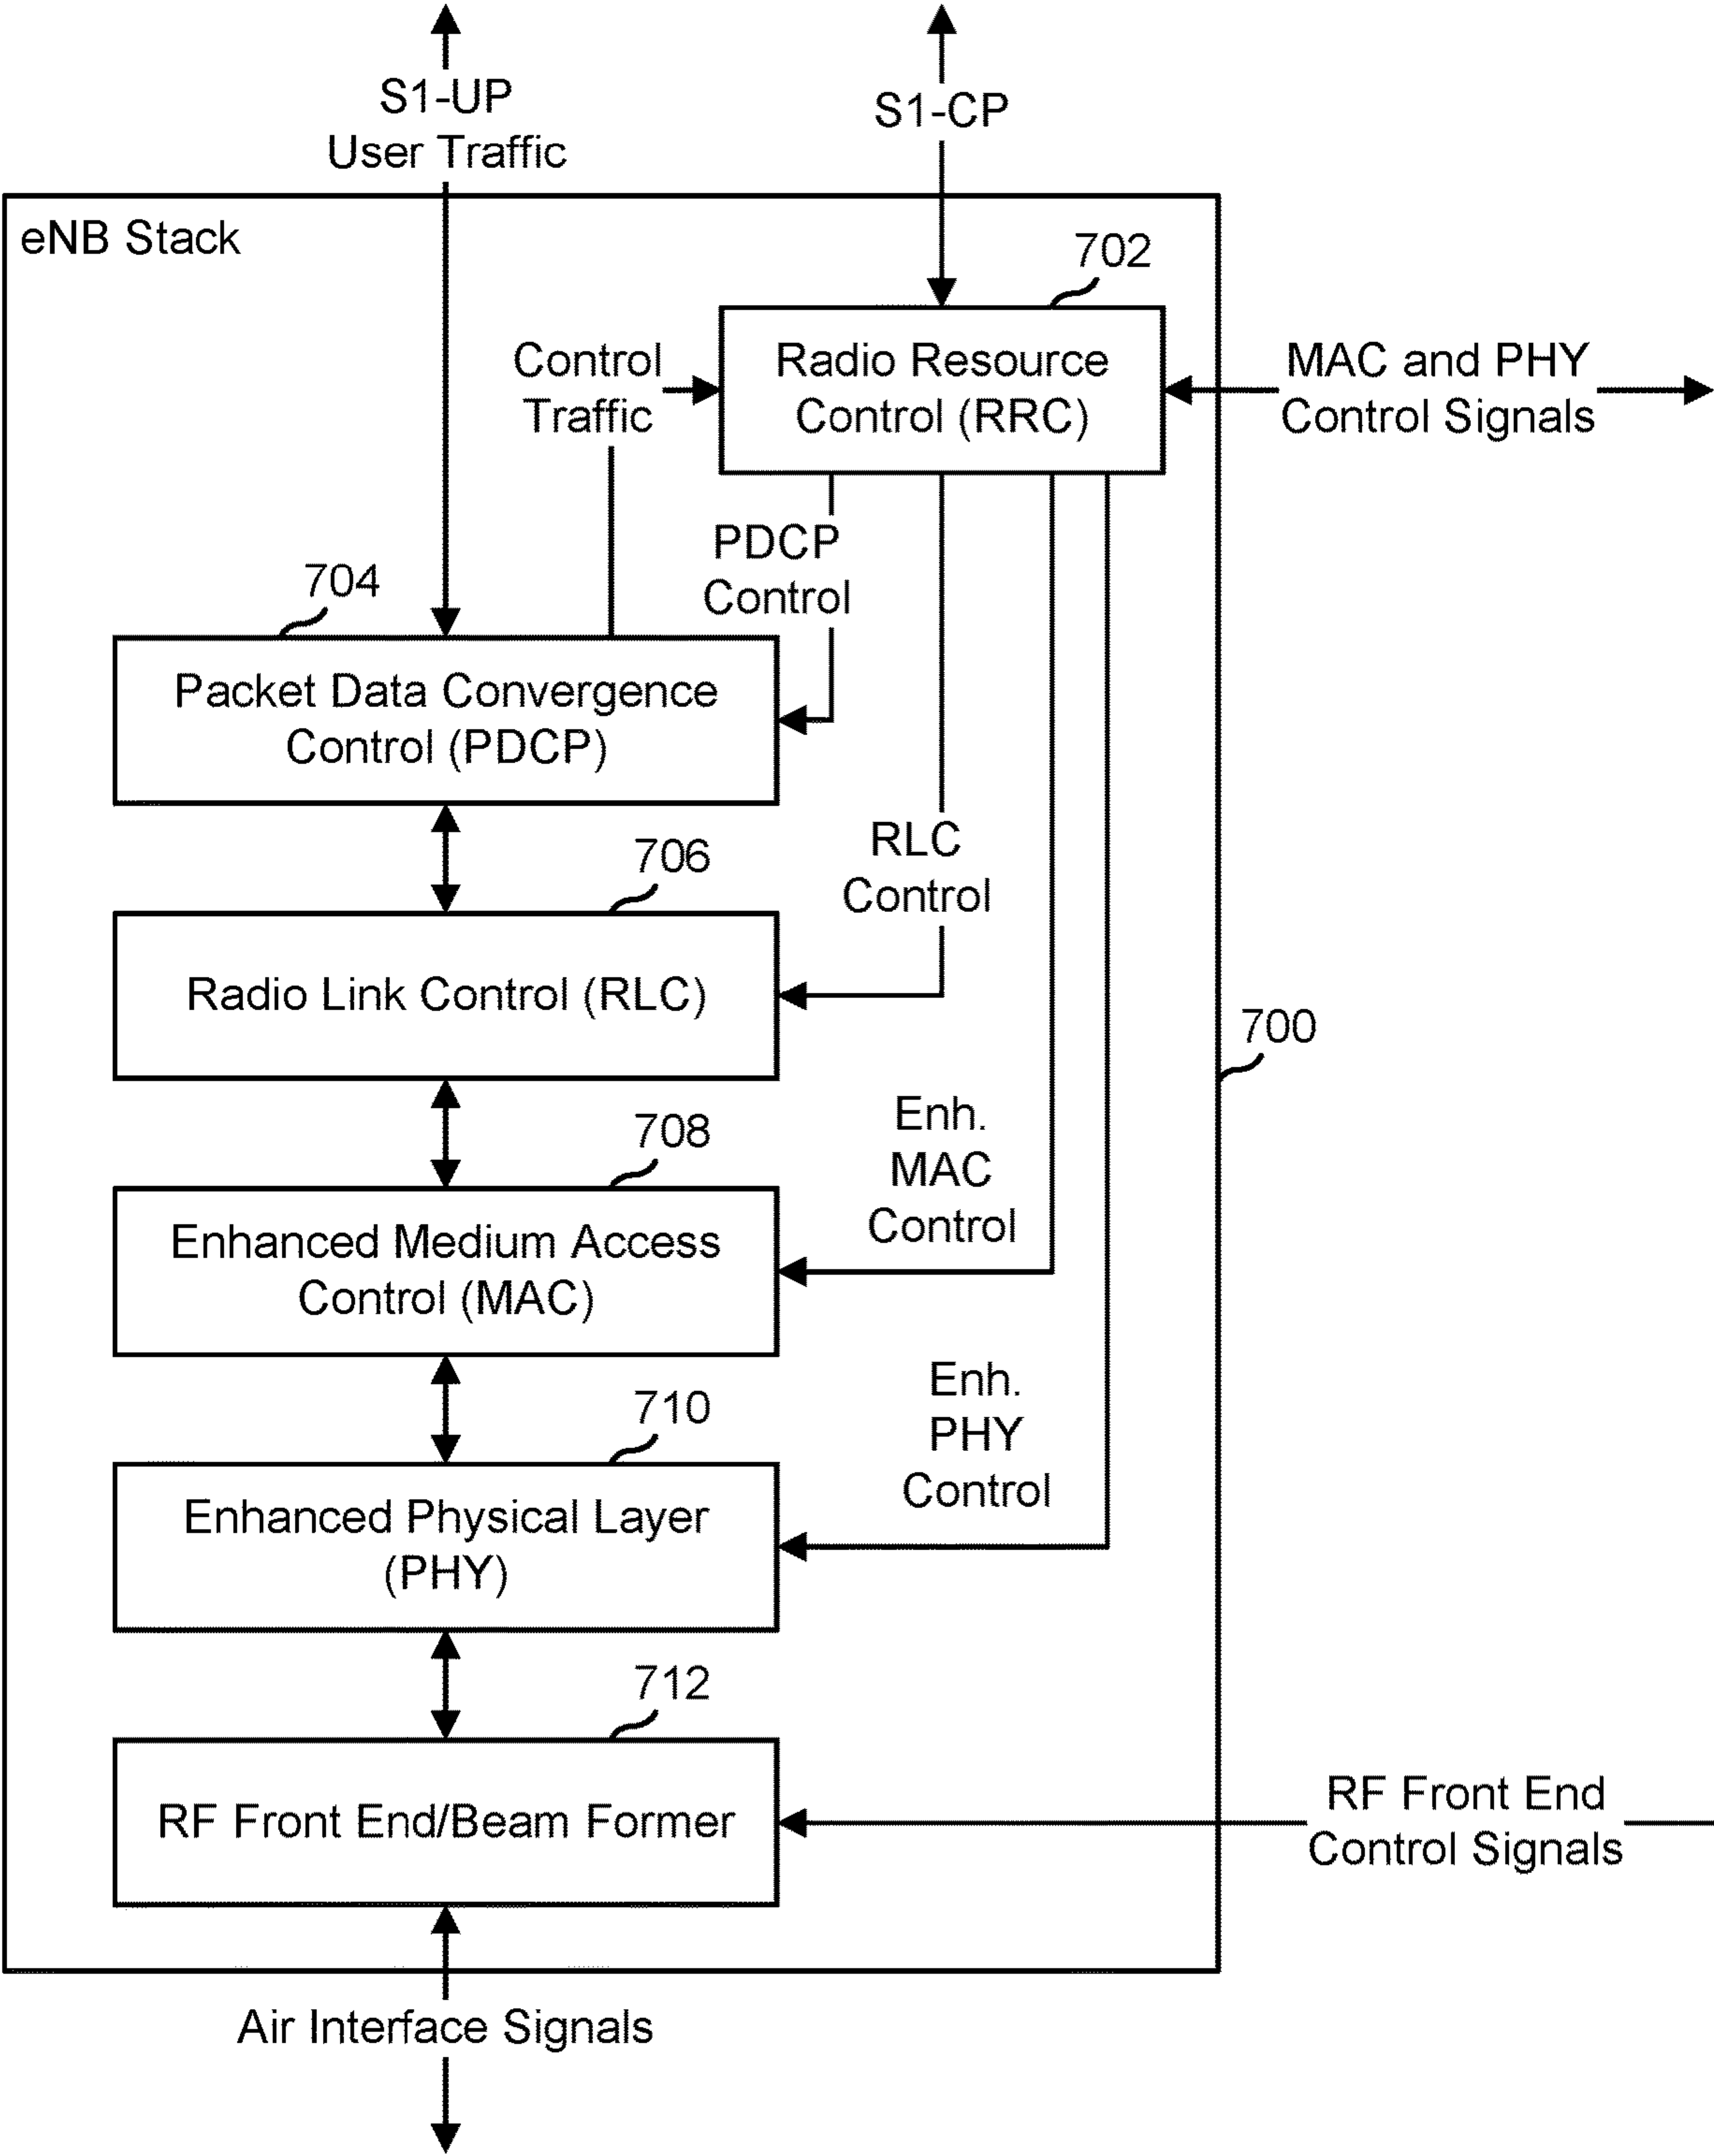 S1-UP
User Traffic
S1-CP
eNB Stack
702
Control
Traffic
Radio Resource
Control (RRC)
MAC and PHY
Control Signals
PDCP
Control
704
Packet Data Convergence
Control (PDCP)
706
RLC
Control
Radio Link Control (RLC)
700
708
Enh.
MAC
Control
Enhanced Medium Access
Control (MAC)
710
Enh.
PHY
Control
Enhanced Physical Layer
(PHY)
712
RF Front End/Beam Former
RF Front End
Control Signals
Air Interface Signals